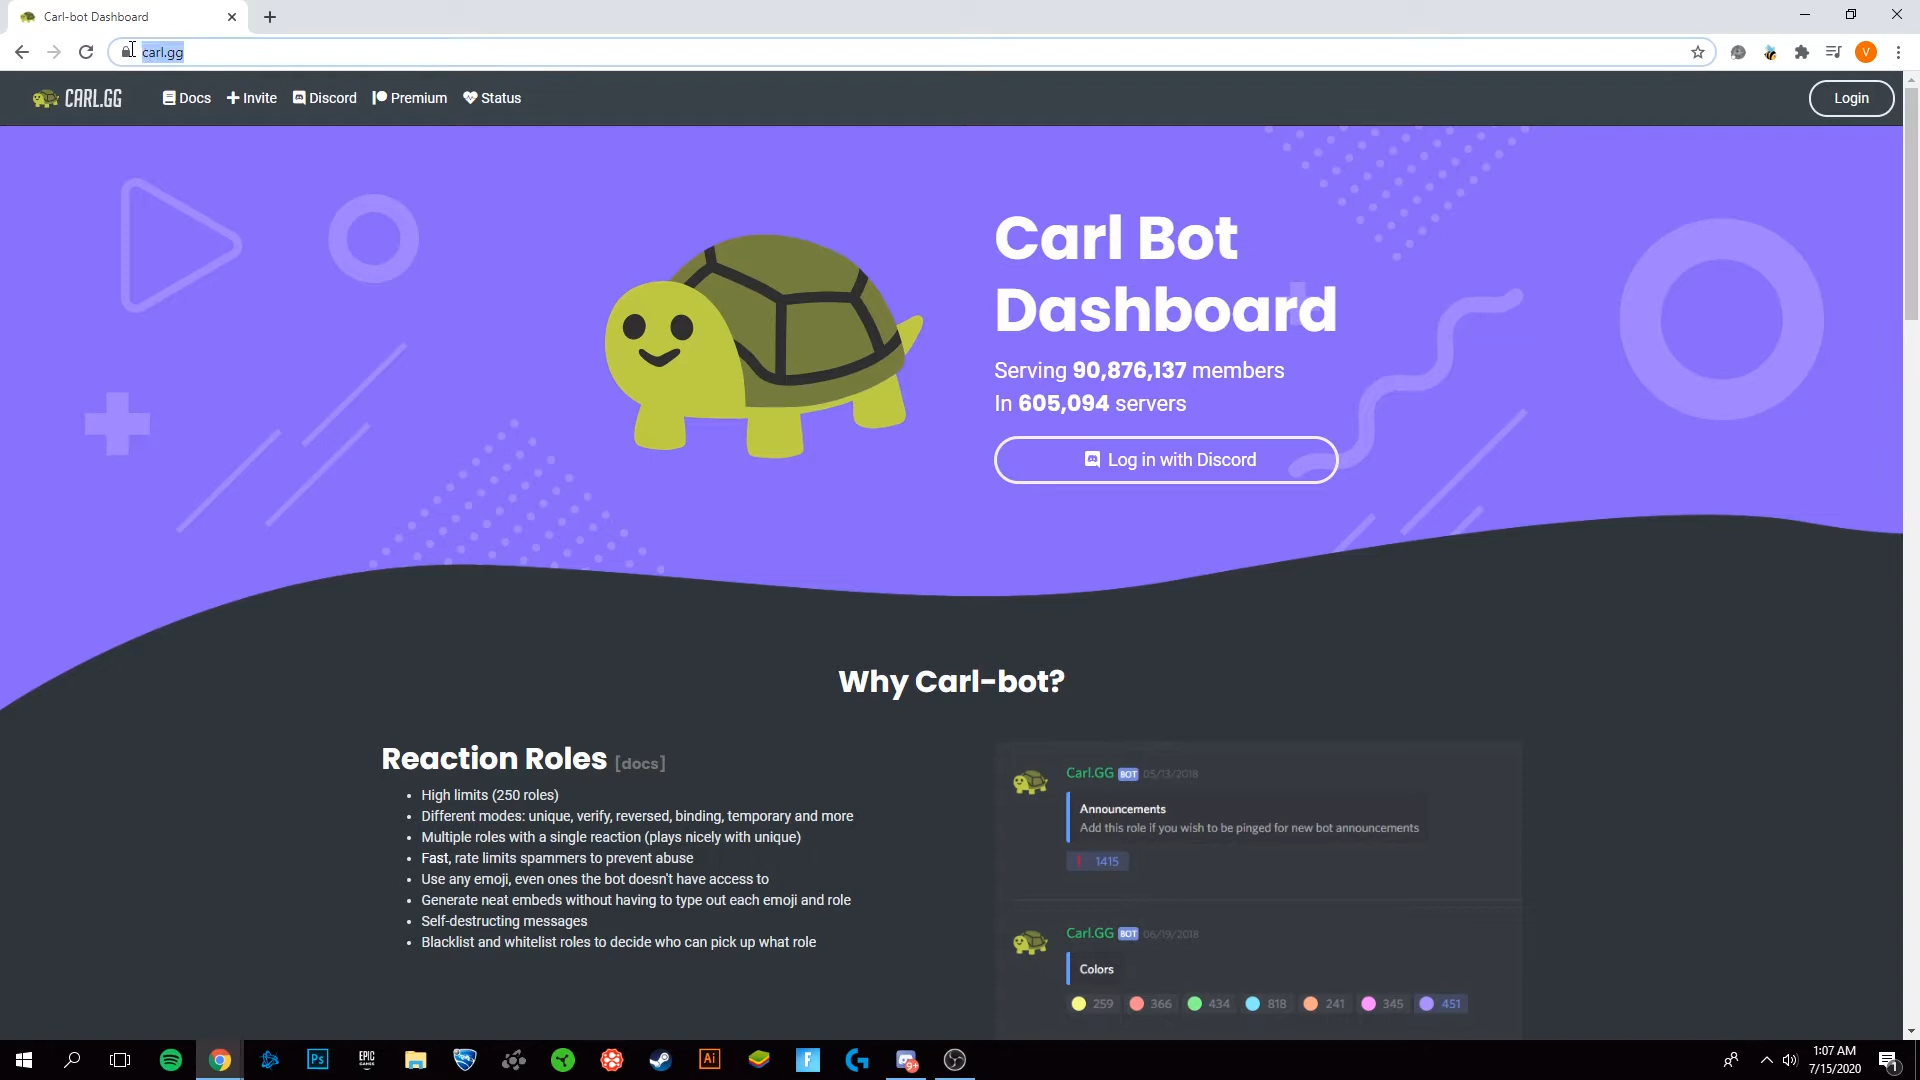 Carl-bot Dashboard
carl.gg
CARL.GG Docs Invite Discord Premium Status Login
Carl Bot
Dashboard
Serving 90,876,137 members
In 605,094 servers
Log in with Discord
Why Carl-bot?
Reaction Roles [docs]
• High limits (250 roles)
• Different modes: unique, verify, reversed, binding, temporary and more
• Multiple roles with a single reaction (plays nicely with unique)
• Fast, rate limits spammers to prevent abuse
• Use any emoji, even ones the bot doesn't have access to
• Generate neat embeds without having to type out each emoji and role
• Self-destructing messages
• Blacklist and whitelist roles to decide who can pick up what role
Carl.GG BOT 05/13/2018
Announcements
Add this role if you wish to be pinged for new bot announcements
! 1415
Carl.GG BOT 06/19/2018
Colors
259 366 434 818 241 345 451
Ps EPIC GAMES Ai F 9+
1:07 AM
7/15/2020
1
V